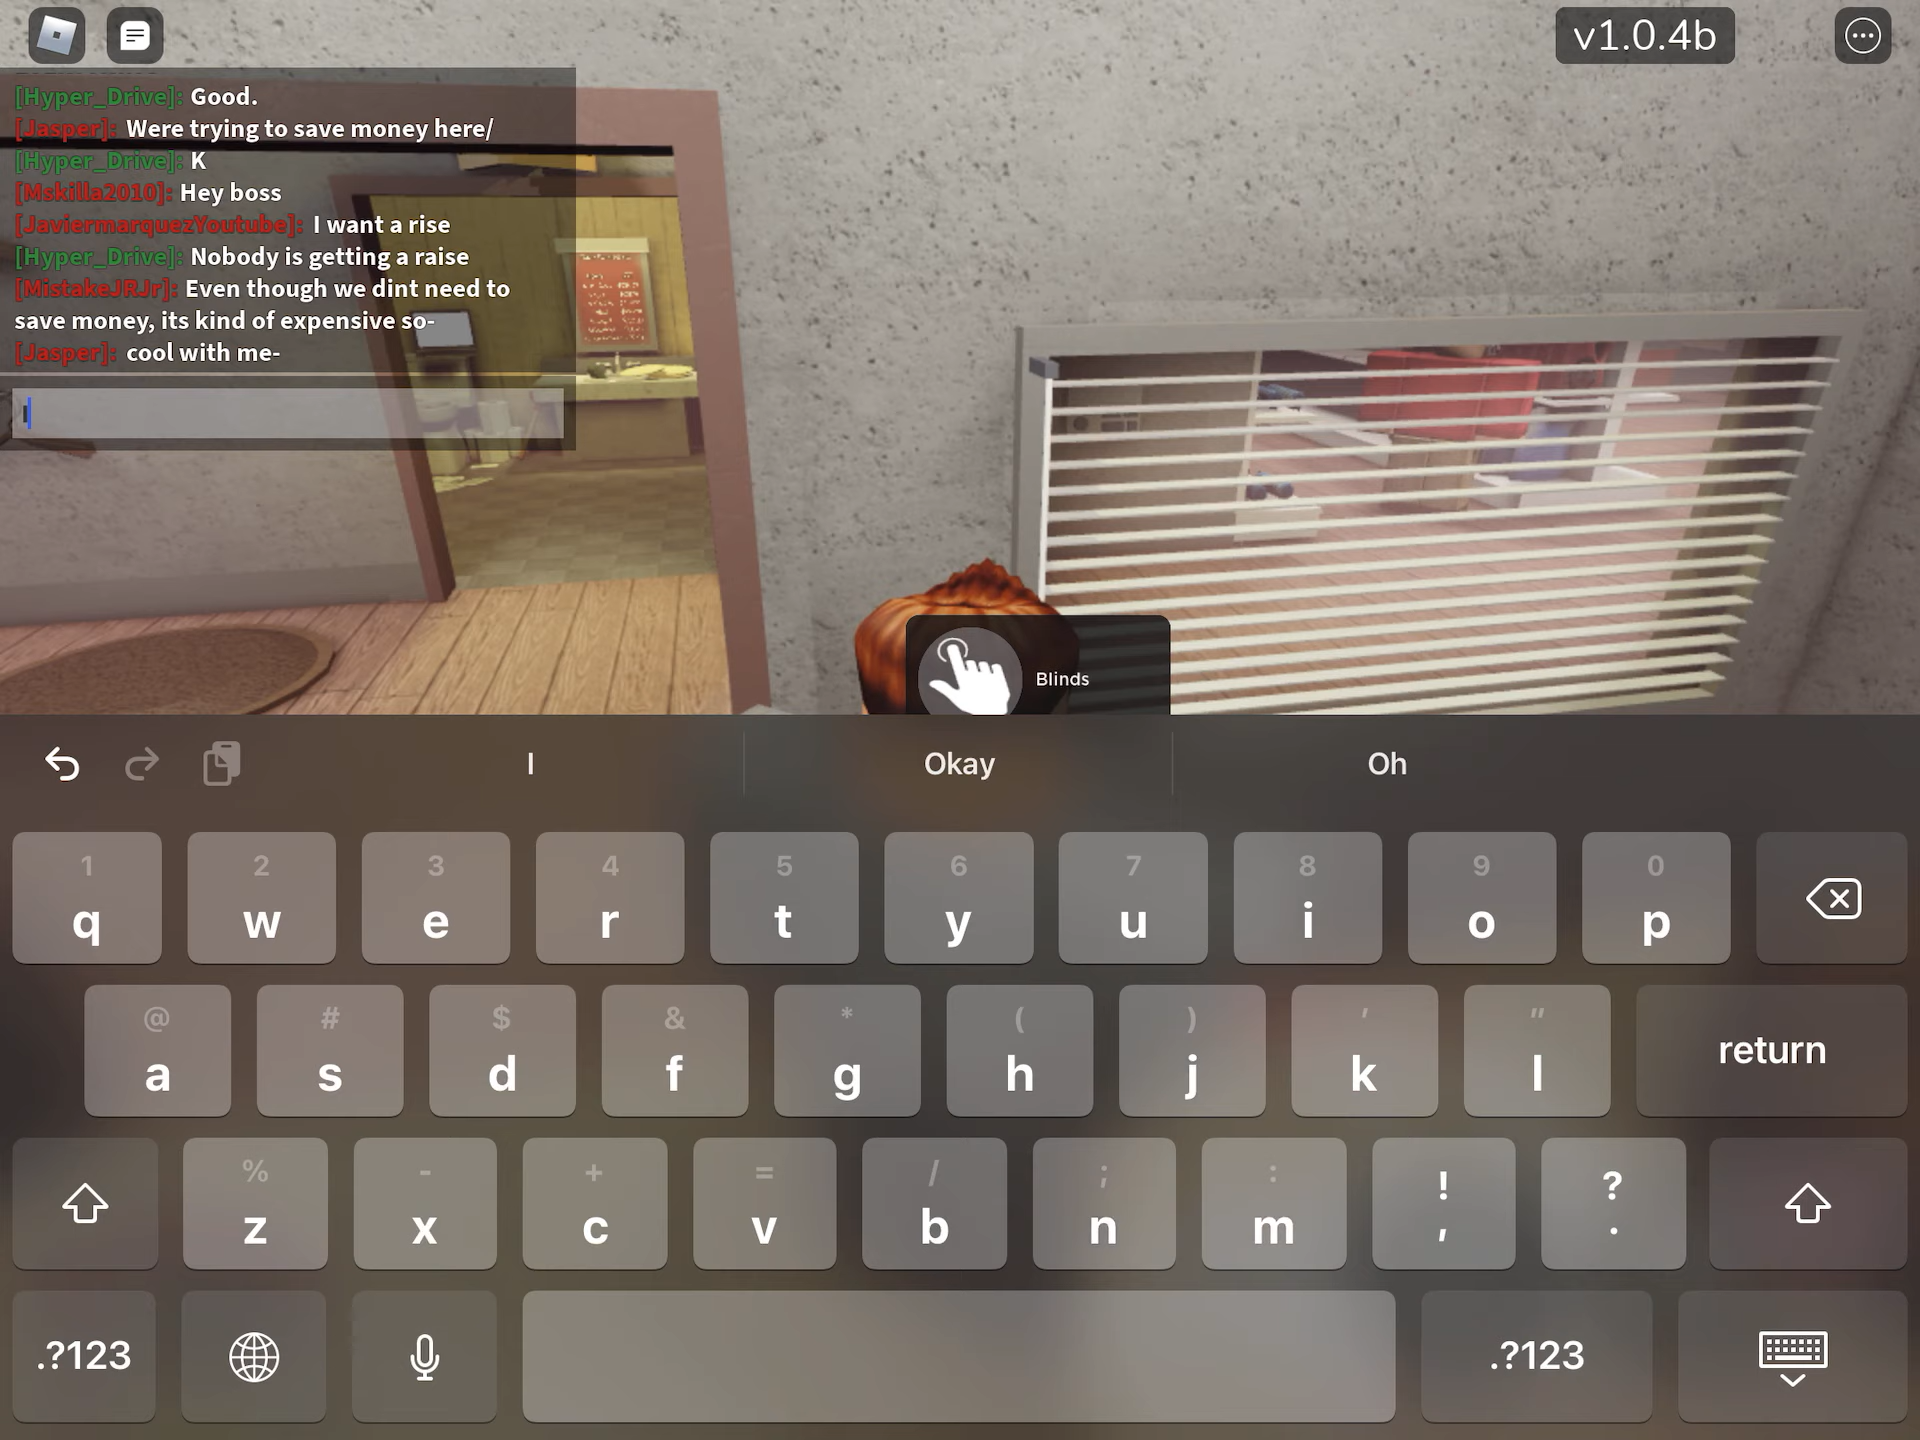 v1.0.4b
[Hyper_Drive]: Good.
[Jasper]: Were trying to save money here/
[Hyper_Drive]: K
[Mskilla2010]: Hey boss
[JaviermarquezYoutube]: I want a rise
[Hyper_Drive]: Nobody is getting a raise
[MistakeJRJr]: Even though we dint need to
save money, its kind of expensive so-
[Jasper]: cool with me-
Blinds
I Okay Oh
1 2 3 4 5 6 7 8 9 0
q w e r t y u i o p
@ # $ & * ( ) ' "
a s d f g h j k l return
% - + = / ; : ! ?
z x c v b n m , .
.?123 .?123